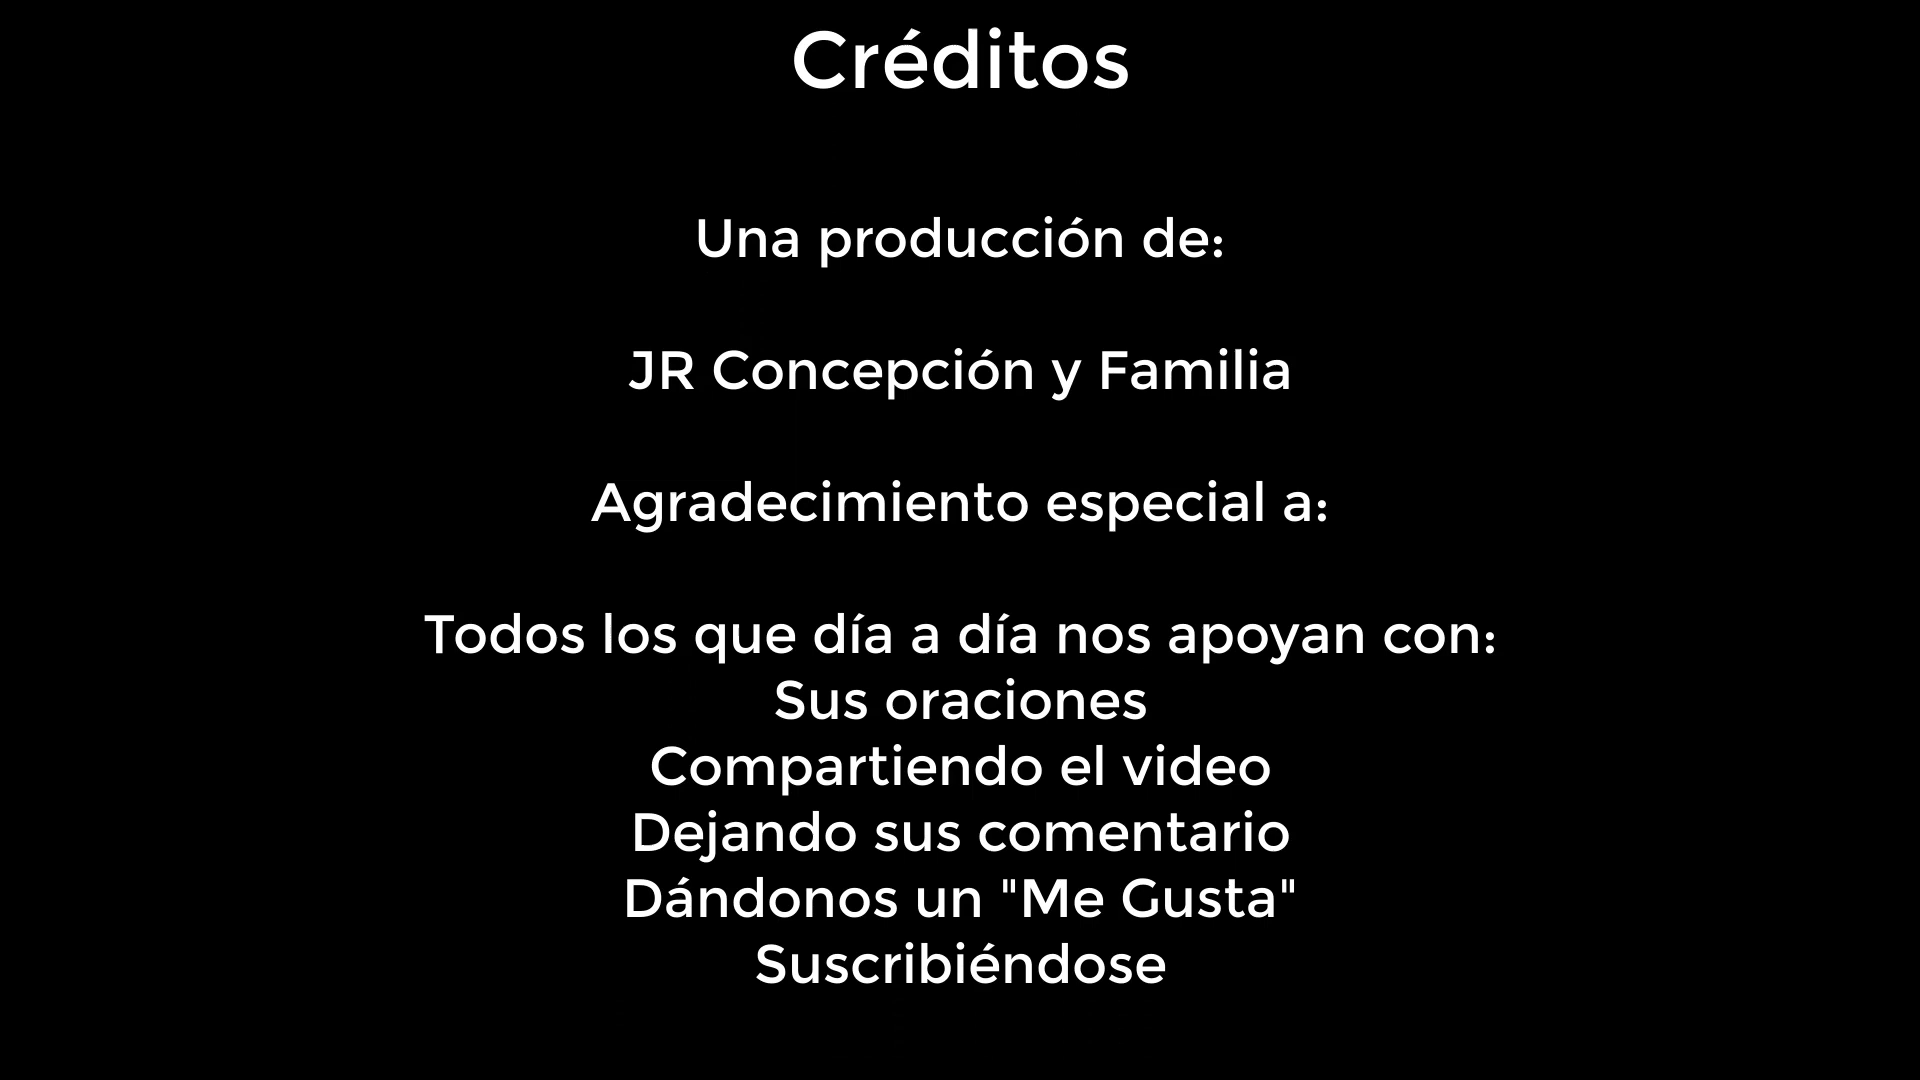 Créditos
Una producción de:
JR Concepción y Familia
Agradecimiento especial a:
Todos los que día a día nos apoyan con:
Sus oraciones
Compartiendo el video
Dejando sus comentario
Dándonos un "Me Gusta"
Suscribiéndose